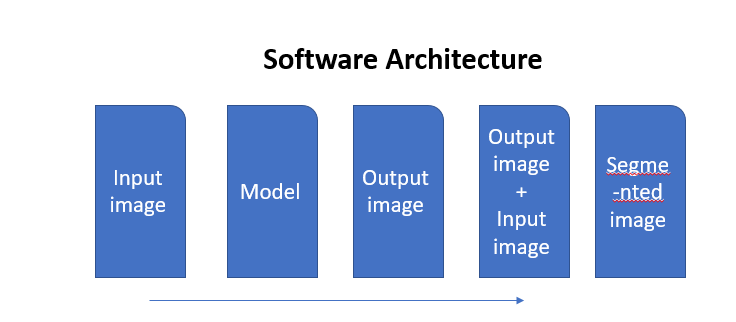 Software Architecture
Input
image
Model
Output
image
Output
image
+
Input
image
Segme
-nted
image